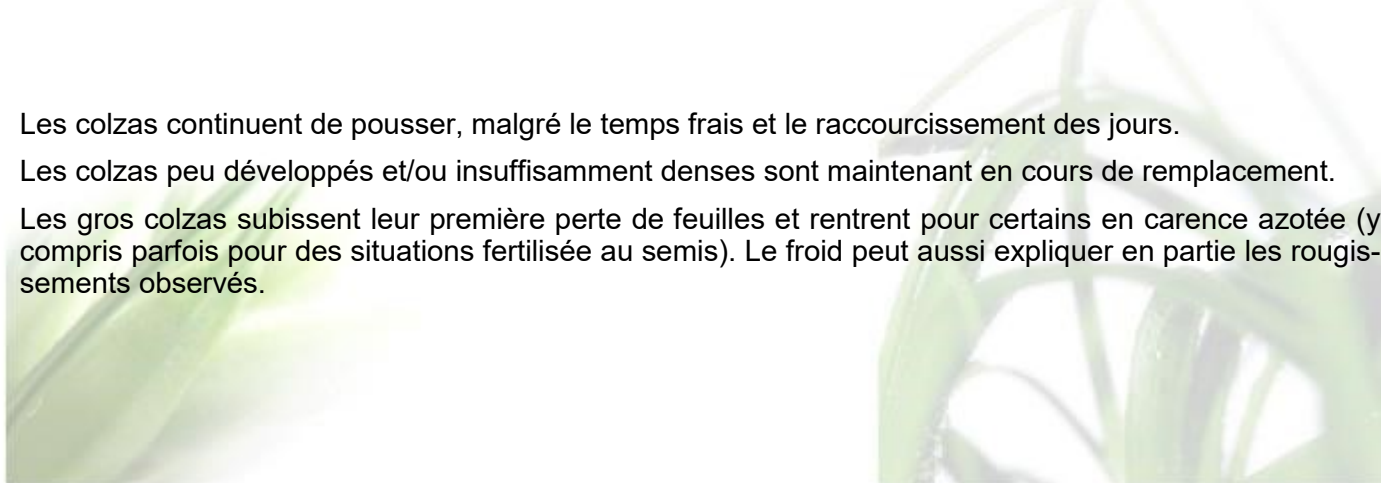 Les colzas continuent de pousser, malgré le temps frais et le raccourcissement des jours.
Les colzas peu développés et/ou insuffisamment denses sont maintenant en cours de remplacement.
Les gros colzas subissent leur première perte de feuilles et rentrent pour certains en carence azotée (y
compris parfois pour des situations fertilisée au semis). Le froid peut aussi expliquer en partie les rougis-
sements observés.